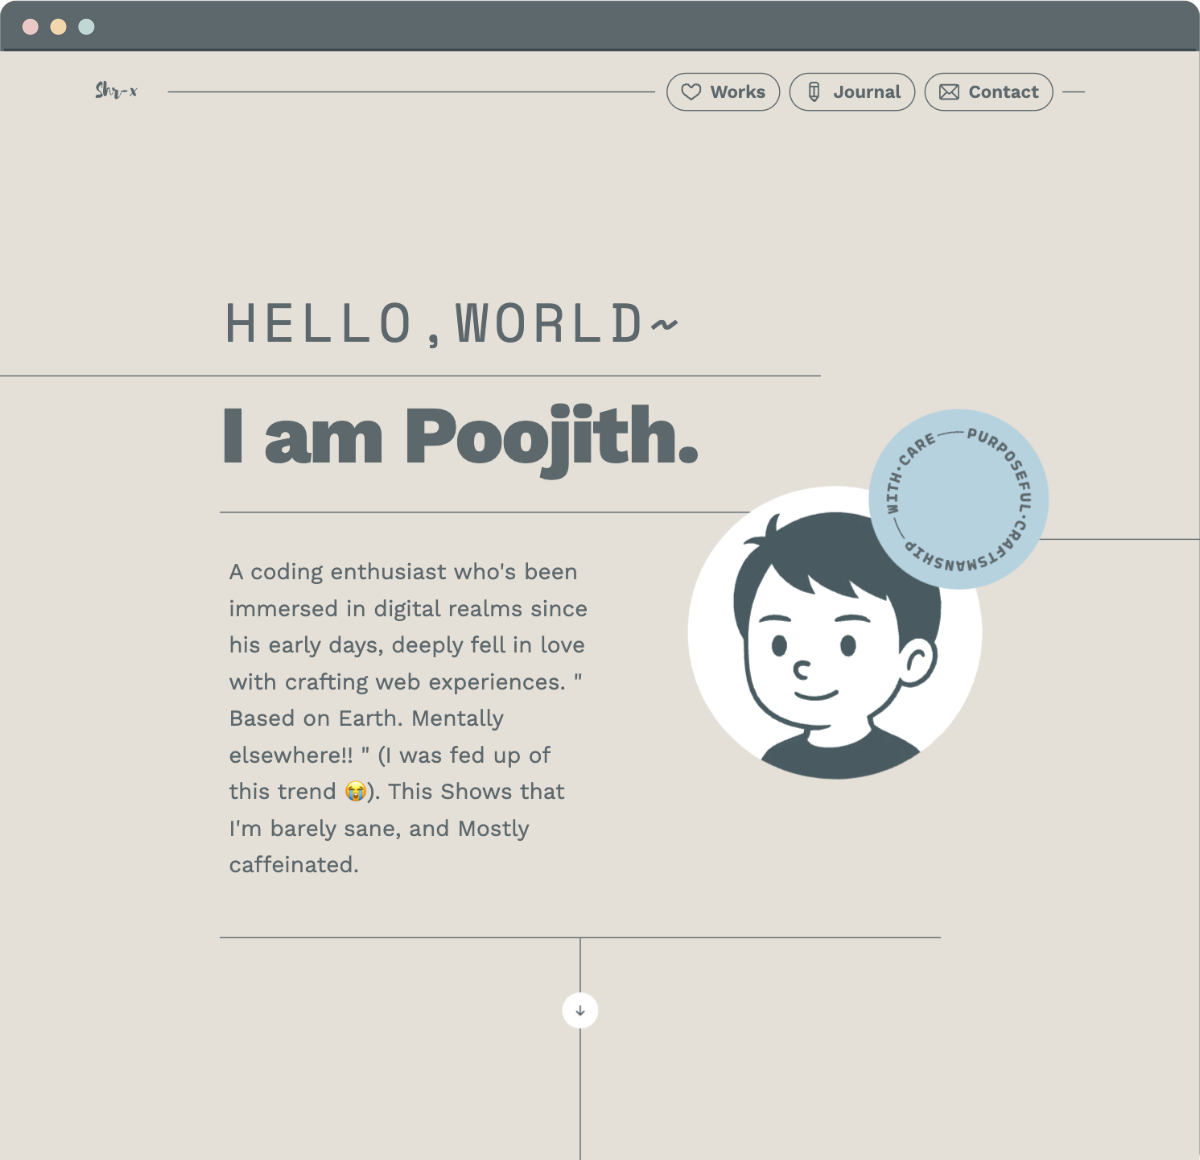 Shr-x
Works
Journal
Contact
HELLO,WORLD~
I am Poojith.
WITH·CARE — PURPOSEFUL·CRAFTSMANSHIP —
A coding enthusiast who's been
immersed in digital realms since
his early days, deeply fell in love
with crafting web experiences. "
Based on Earth. Mentally
elsewhere!! " (I was fed up of
this trend 😭). This Shows that
I'm barely sane, and Mostly
caffeinated.